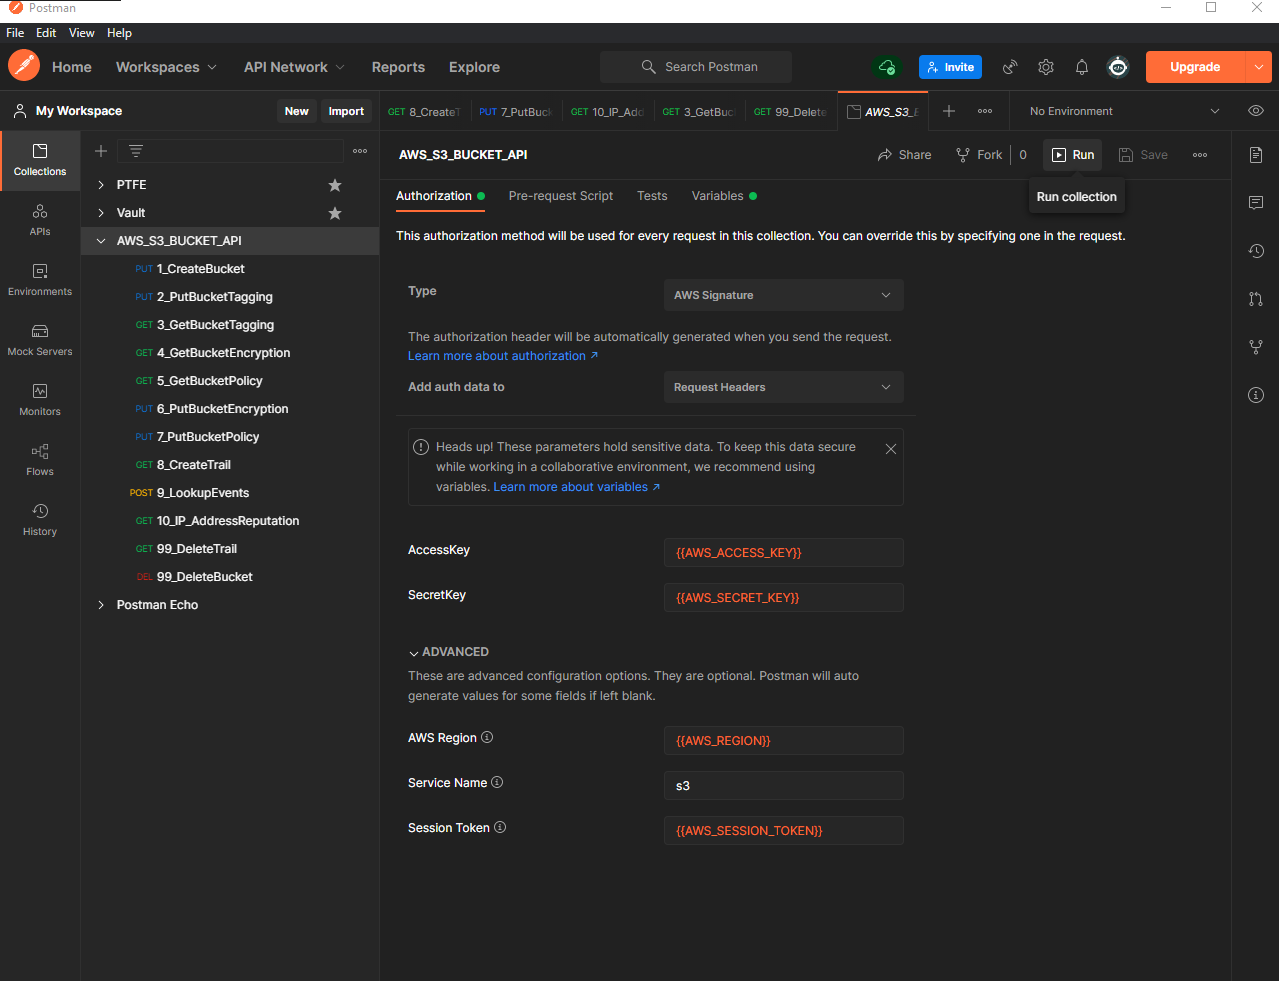 Postman
File Edit View Help
Home Workspaces API Network Reports Explore Search Postman Invite Upgrade
My Workspace New Import GET 8_CreateT PUT 7_PutBuck GET 10_IP_Add GET 3_GetBuc GET 99_Delete AWS_S3_B No Environment
Collections
APIs
Environments
Mock Servers
Monitors
Flows
History
PTFE
Vault
AWS_S3_BUCKET_API
PUT 1_CreateBucket
PUT 2_PutBucketTagging
GET 3_GetBucketTagging
GET 4_GetBucketEncryption
GET 5_GetBucketPolicy
PUT 6_PutBucketEncryption
PUT 7_PutBucketPolicy
GET 8_CreateTrail
POST 9_LookupEvents
GET 10_IP_AddressReputation
GET 99_DeleteTrail
DEL 99_DeleteBucket
Postman Echo
AWS_S3_BUCKET_API Share Fork 0 Run Save
Run collection
Authorization Pre-request Script Tests Variables
This authorization method will be used for every request in this collection. You can override this by specifying one in the request.
Type AWS Signature
The authorization header will be automatically generated when you send the request.
Learn more about authorization ↗
Add auth data to Request Headers
Heads up! These parameters hold sensitive data. To keep this data secure
while working in a collaborative environment, we recommend using
variables. Learn more about variables ↗
AccessKey {{AWS_ACCESS_KEY}}
SecretKey {{AWS_SECRET_KEY}}
ADVANCED
These are advanced configuration options. They are optional. Postman will auto
generate values for some fields if left blank.
AWS Region {{AWS_REGION}}
Service Name s3
Session Token {{AWS_SESSION_TOKEN}}